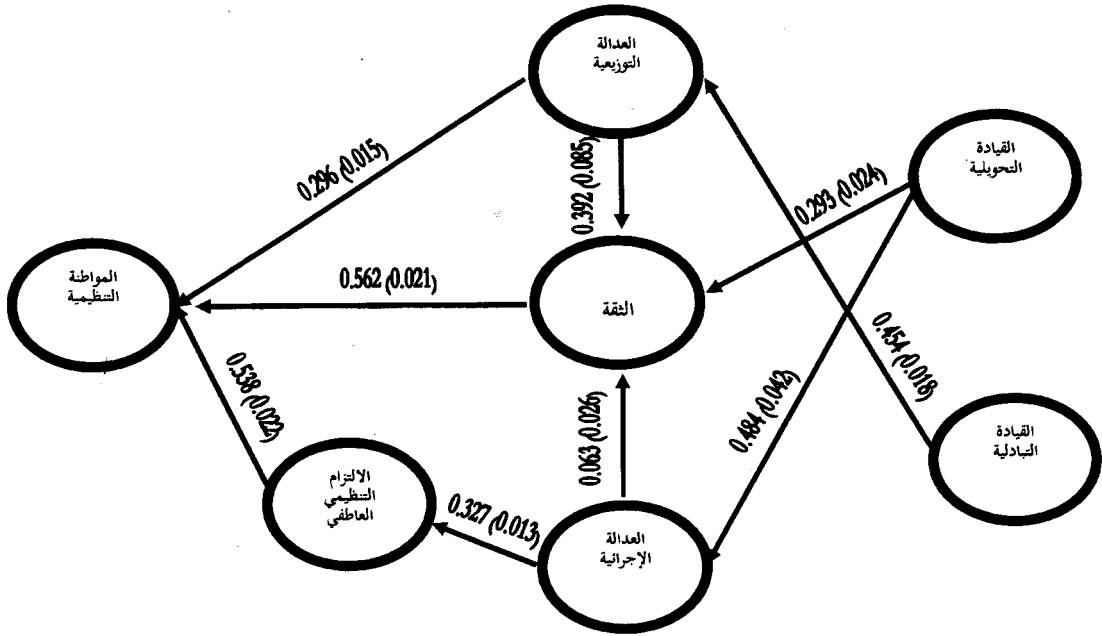 العدالة
التوزيعية
القيادة
التحويلية
0.296 (0.015)
0.392 (0.085)
0.293 (0.024)
المواطنة
التنظيمية
0.562 (0.021)
الثقة
0.454 (0.018)
0.538 (0.022)
0.063 (0.026)
0.484 (0.042)
القيادة
التبادلية
الالتزام
التنظيمي
العاطفي
0.327 (0.013)
العدالة
الإجرائية